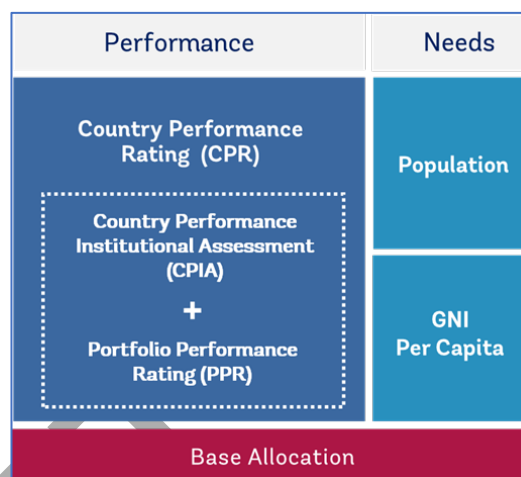 Performance
Needs
Country Performance
Rating (CPR)
Country Performance
Institutional Assessment
(CPIA)
+
Portfolio Performance
Rating (PPR)
Population
GNI
Per Capita
Base Allocation